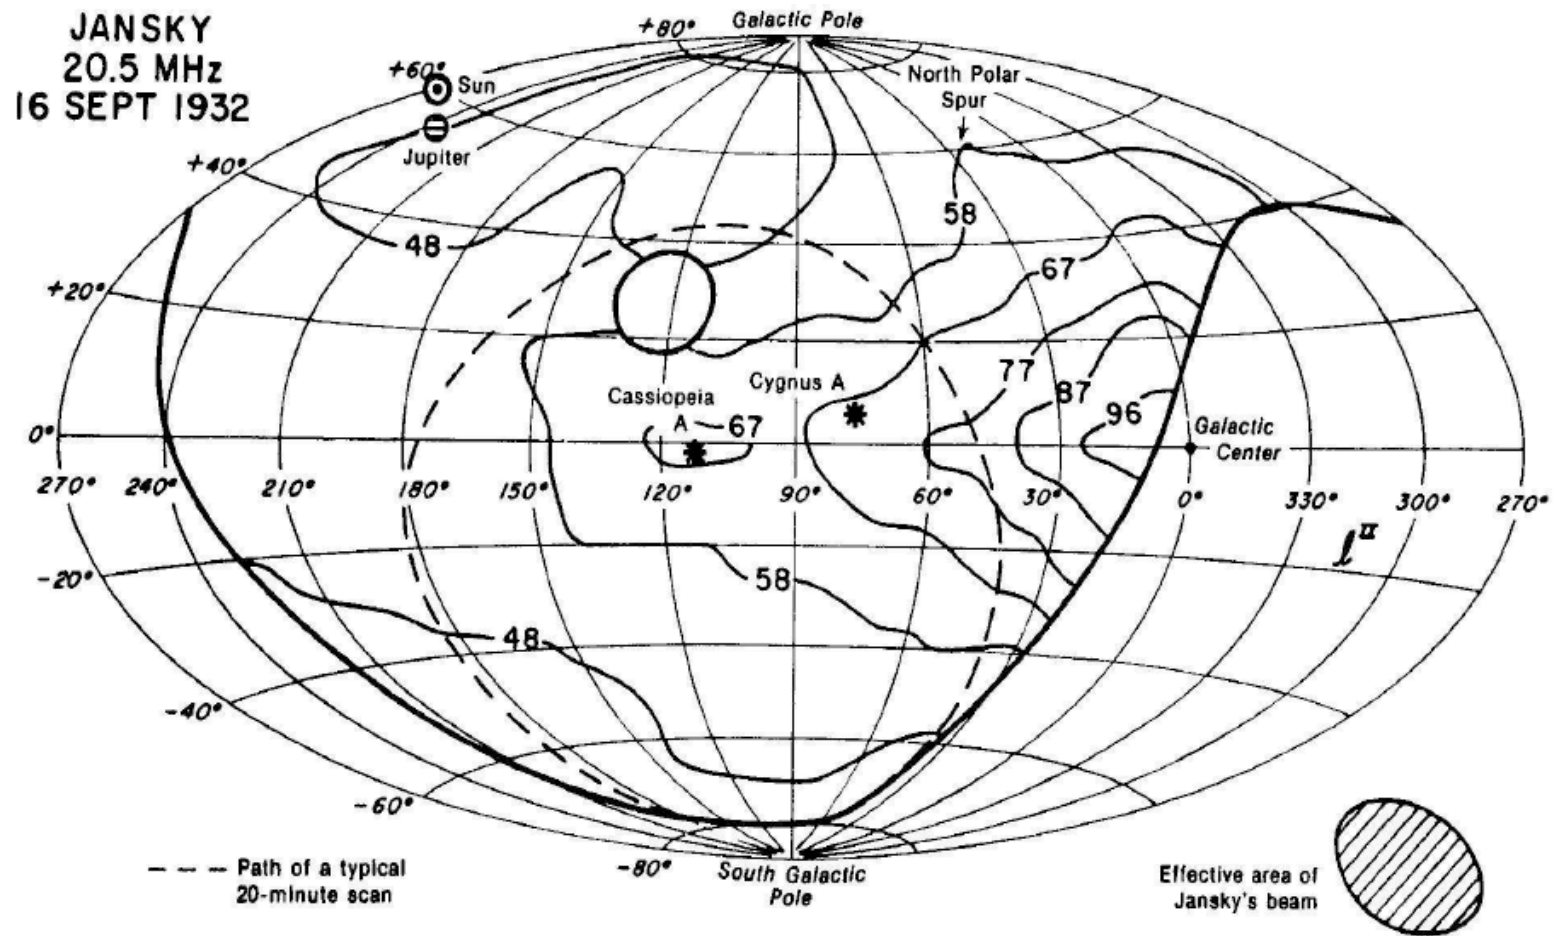 JANSKY
20.5 MHz
16 SEPT 1932
+80°
Galactic Pole
+60°
Sun
Jupiter
North Polar
Spur
+40°
48
58
67
+20°
77
87
96
Cassiopeia
A
67
Cygnus A
Galactic
Center
0°
270° 240° 210° 180° 150° 120° 90° 60° 30° 0° 330° 300° 270°
ℓᴵᴵ
-20°
58
48
-40°
-60°
-80°
South Galactic
Pole
--- Path of a typical
20-minute scan
Effective area of
Jansky's beam